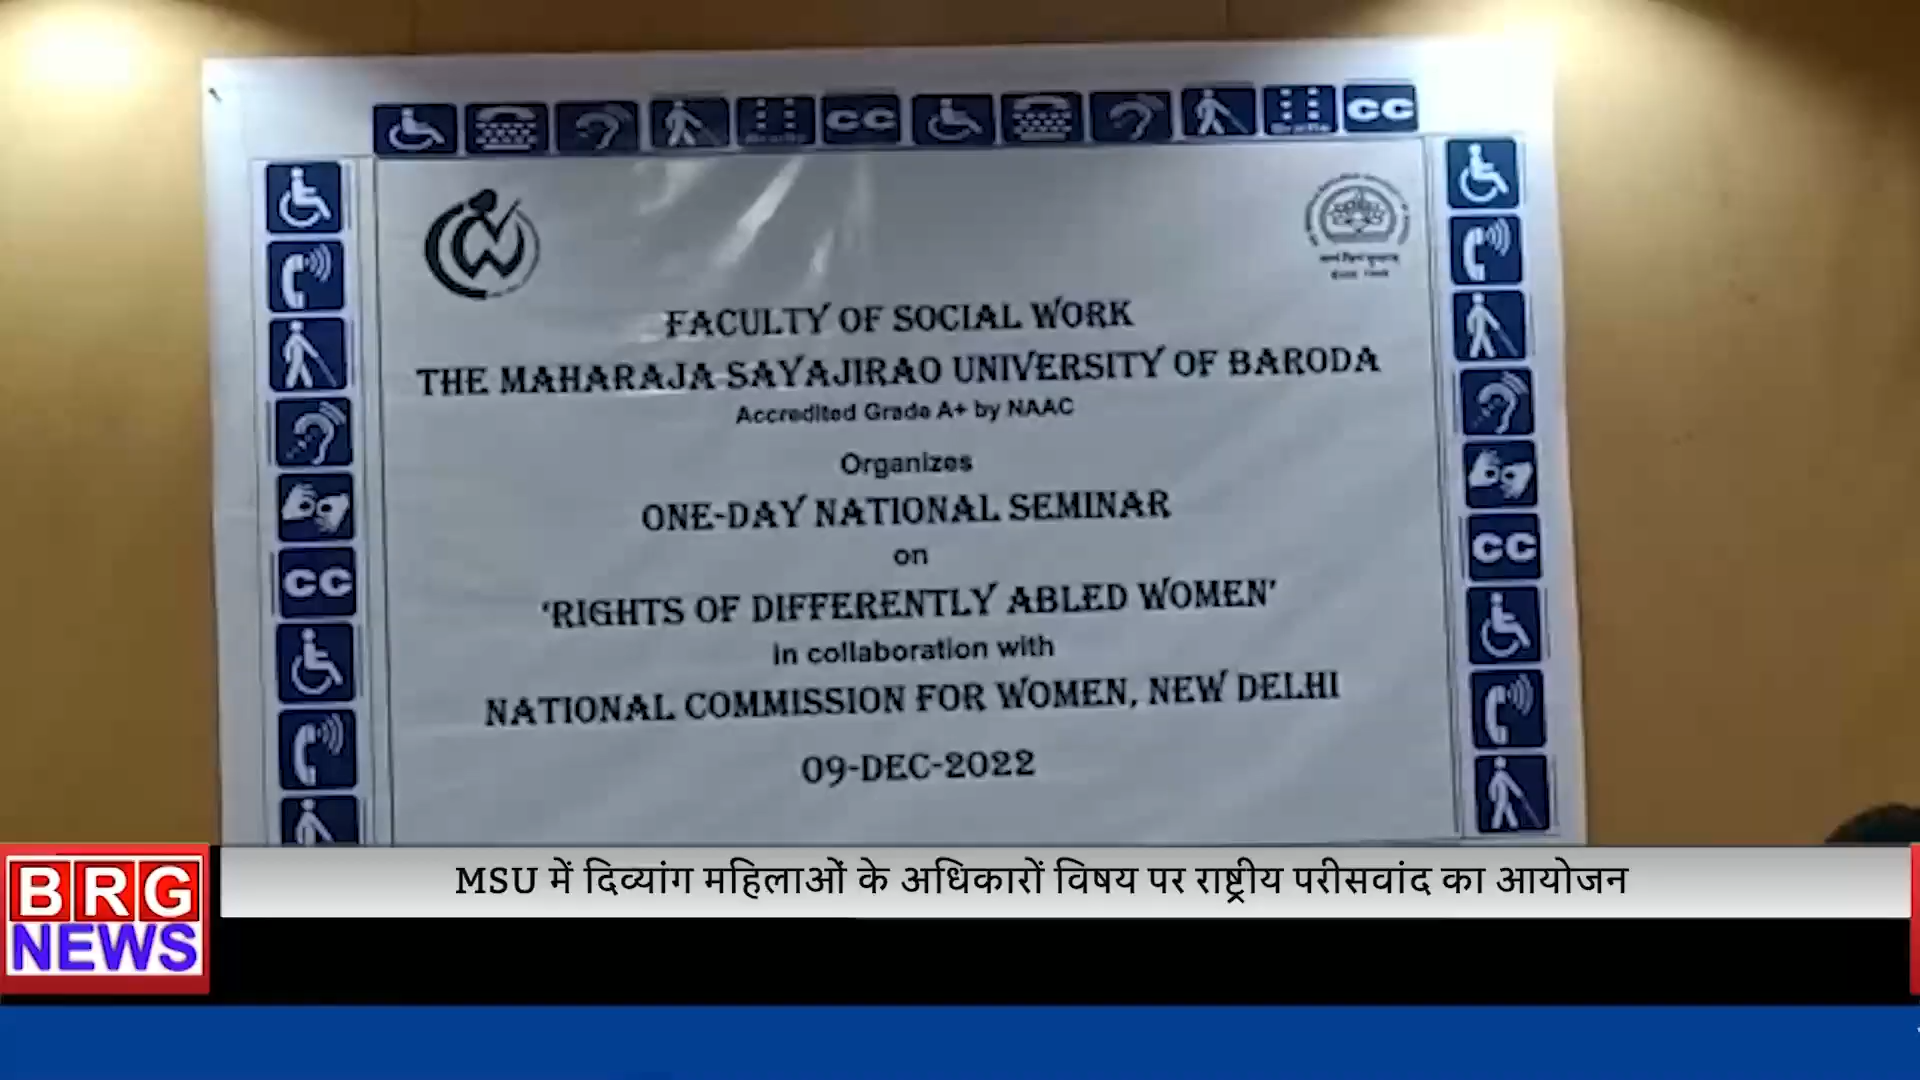 CC CC
FACULTY OF SOCIAL WORK
THE MAHARAJA SAYAJIRAO UNIVERSITY OF BARODA
Accredited Grade A+ by NAAC
Organizes
ONE-DAY NATIONAL SEMINAR
on
'RIGHTS OF DIFFERENTLY ABLED WOMEN'
in collaboration with
NATIONAL COMMISSION FOR WOMEN, NEW DELHI
09-DEC-2022
CC CC
BRG
NEWS
MSU में दिव्यांग महिलाओं के अधिकारों विषय पर राष्ट्रीय परीसवांद का आयोजन